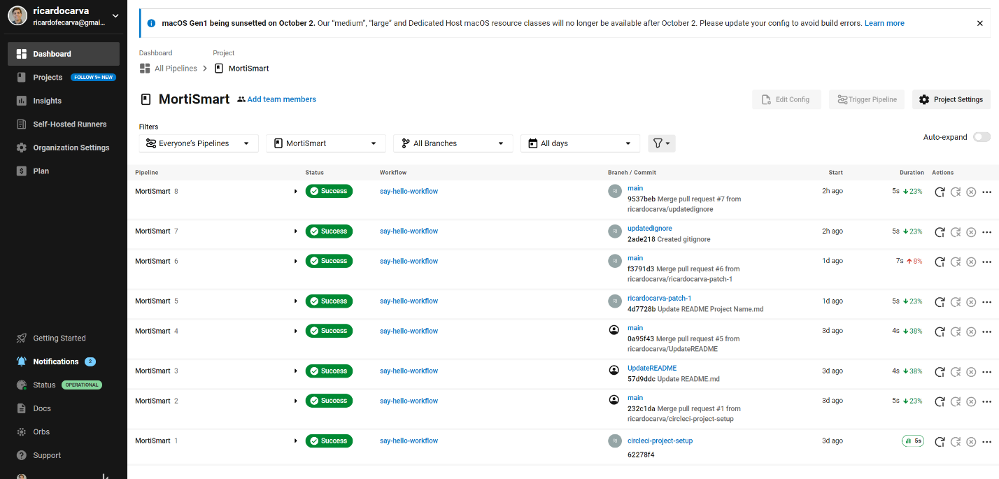 ricardocarva
ricardofecarva@gmai...
Dashboard
Projects FOLLOW 9+ NEW
Insights
Self-Hosted Runners
Organization Settings
Plan
Getting Started
Notifications 2
Status OPERATIONAL
Docs
Orbs
Support
macOS Gen1 being sunsetted on October 2. Our “medium”, “large” and Dedicated Host macOS resource classes will no longer be available after October 2. Please update your config to avoid build errors. Learn more
Dashboard Project
All Pipelines MortiSmart
MortiSmart Add team members
Edit Config Trigger Pipeline Project Settings
Filters
Everyone’s Pipelines MortiSmart All Branches All days
Auto-expand
Pipeline Status Workflow Branch / Commit Start Duration Actions
MortiSmart 8 Success say-hello-workflow RI main 2h ago 5s 23%
9537beb Merge pull request #7 from
ricardocarva/updatedignore
MortiSmart 7 Success say-hello-workflow RI updatedignore 2h ago 5s 23%
2ade218 Created gitignore
MortiSmart 6 Success say-hello-workflow RI main 1d ago 7s 8%
f3791d3 Merge pull request #6 from
ricardocarva/ricardocarva-patch-1
MortiSmart 5 Success say-hello-workflow RI ricardocarva-patch-1 1d ago 5s 23%
4d7728b Update README Project Name.md
MortiSmart 4 Success say-hello-workflow main 3d ago 4s 38%
0a95f43 Merge pull request #5 from
ricardocarva/UpdateREADME
MortiSmart 3 Success say-hello-workflow UpdateREADME 3d ago 4s 38%
57d9ddc Update README.md
MortiSmart 2 Success say-hello-workflow main 3d ago 5s 23%
232c1da Merge pull request #1 from
ricardocarva/circleci-project-setup
MortiSmart 1 Success say-hello-workflow RI circleci-project-setup 3d ago 5s
62278f4